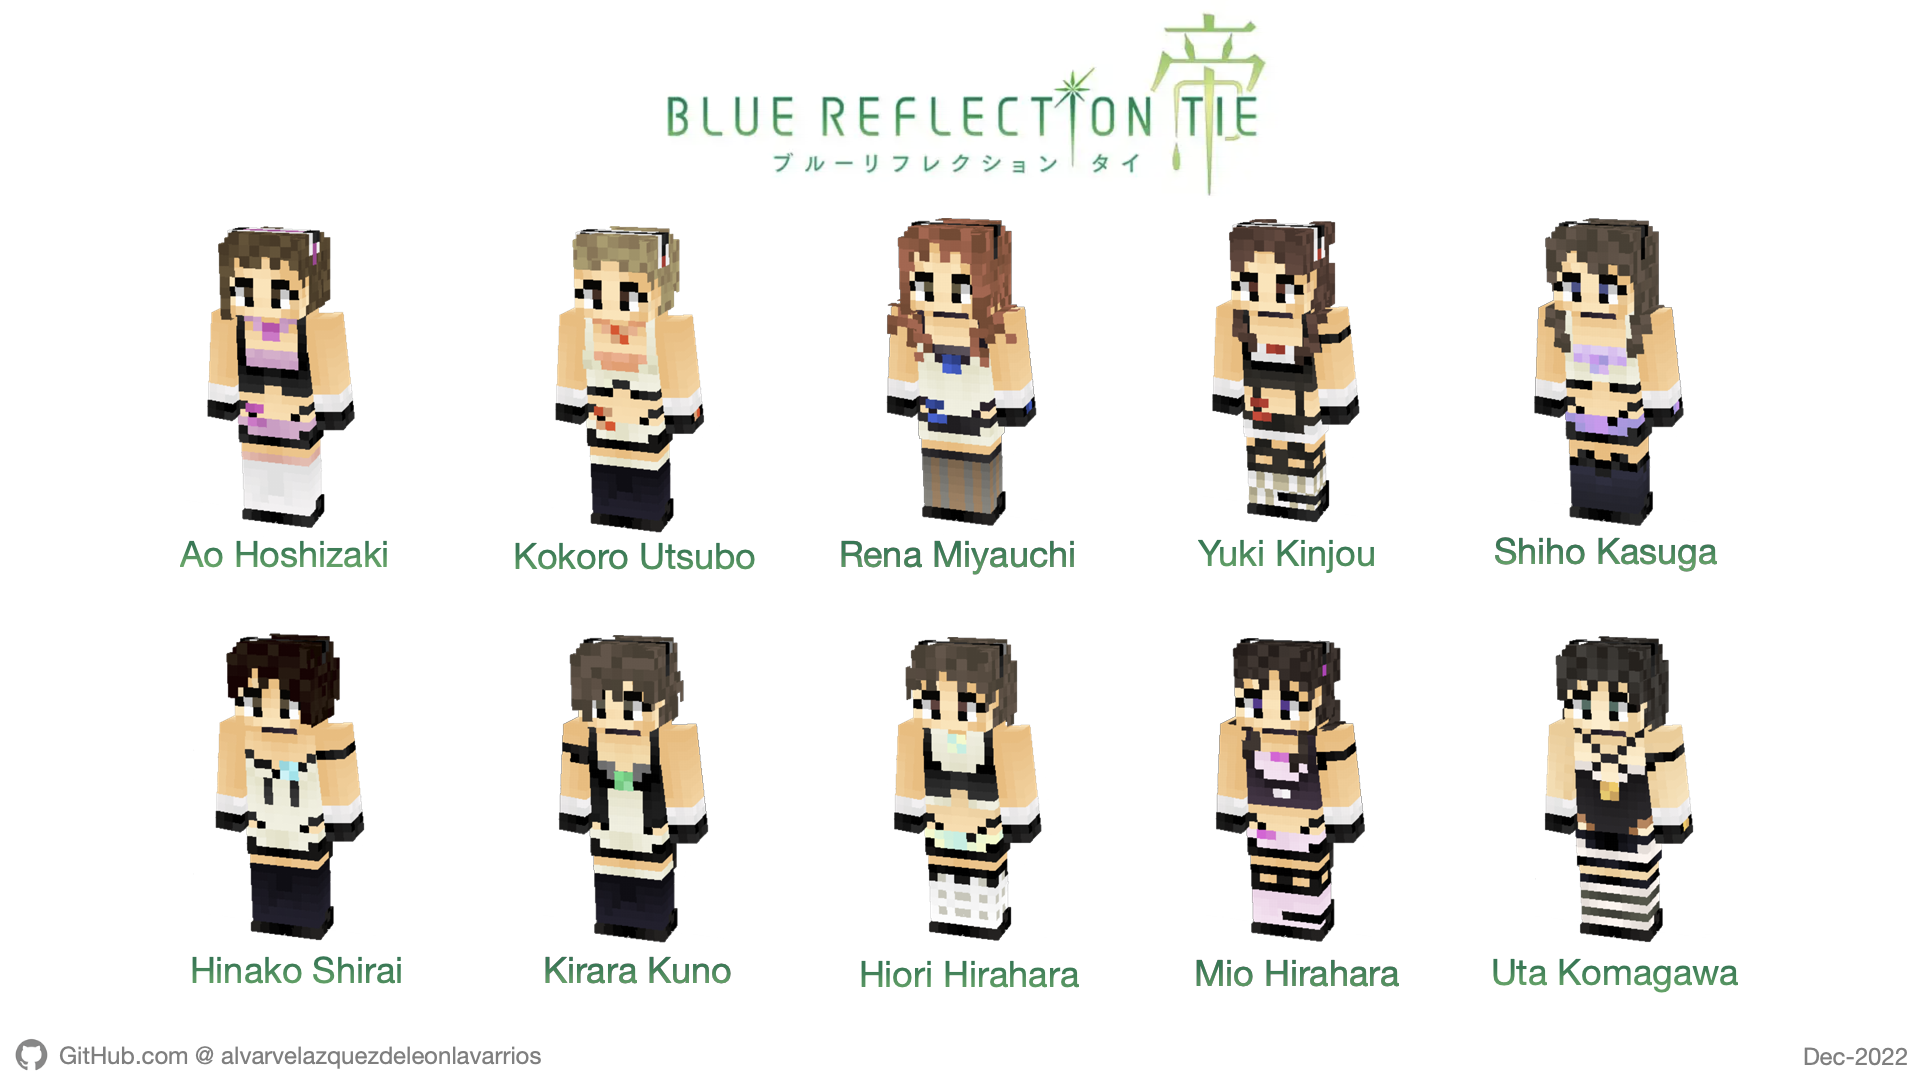 帝
BLUE REFLECTION TIE
ブルーリフレクション タイ
Ao Hoshizaki
Kokoro Utsubo
Rena Miyauchi
Yuki Kinjou
Shiho Kasuga
Hinako Shirai
Kirara Kuno
Hiori Hirahara
Mio Hirahara
Uta Komagawa
GitHub.com @ alvarvelazquezdeleonlavarrios
Dec-2022